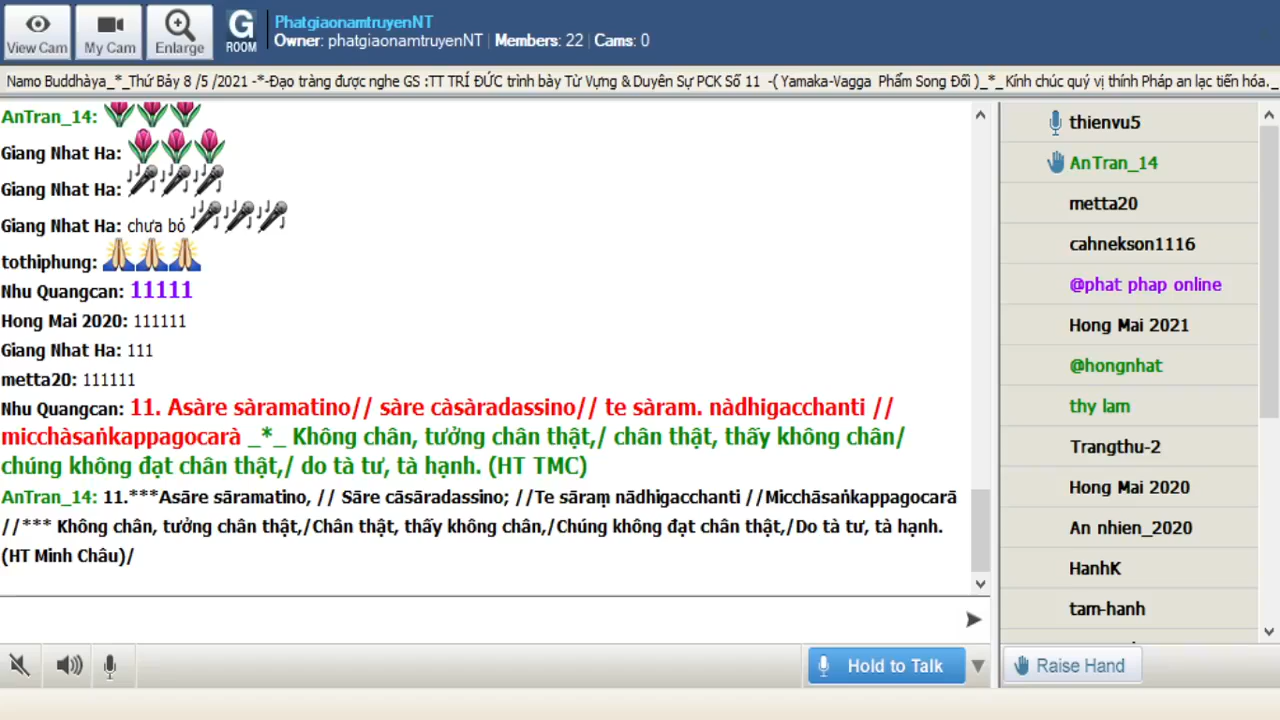 View Cam
My Cam
Enlarge
G
ROOM
PhatgiaonamtruyenNT
Owner: phatgiaonamtruyenNT | Members: 22 | Cams: 0
Namo Buddhàya_*_Thứ Bảy 8 /5 /2021 -*-Đạo tràng được nghe GS :TT TRÍ ĐỨC trình bày Từ Vựng & Duyên Sự PCK Số 11 -( Yamaka-Vagga Phẩm Song Đối )_*_Kính chúc quý vị thính Pháp an lạc tiến hóa._
AnTran_14:
Giang Nhat Ha:
Giang Nhat Ha:
Giang Nhat Ha: chưa bỏ
tothiphung:
Nhu Quangcan: 11111
Hong Mai 2020: 111111
Giang Nhat Ha: 111
metta20: 111111
Nhu Quangcan: 11. Asàre sàramatino// sàre càsàradassino// te sàram. nàdhigacchanti //
micchàsaṅkappagocarà _*_ Không chân, tưởng chân thật,/ chân thật, thấy không chân/
chúng không đạt chân thật,/ do tà tư, tà hạnh. (HT TMC)
AnTran_14: 11.***Asāre sāramatino, // Sāre cāsāradassino; //Te sāraṃ nādhigacchanti //Micchāsaṅkappagocarā
//*** Không chân, tưởng chân thật,/Chân thật, thấy không chân,/Chúng không đạt chân thật,/Do tà tư, tà hạnh.
(HT Minh Châu)/
thienvu5
AnTran_14
metta20
cahnekson1116
@phat phap online
Hong Mai 2021
@hongnhat
thy lam
Trangthu-2
Hong Mai 2020
An nhien_2020
HanhK
tam-hanh
Hold to Talk
Raise Hand